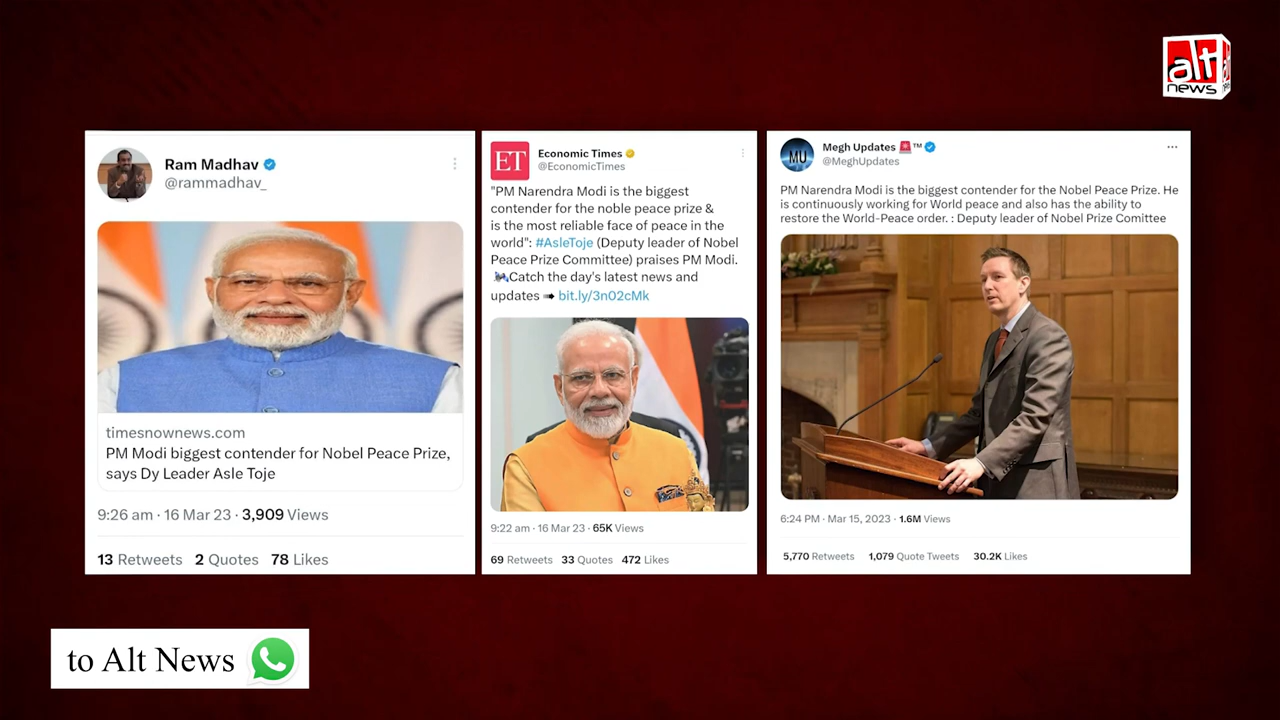 alt
news
Ram Madhav
@rammadhav_
timesnownews.com
PM Modi biggest contender for Nobel Peace Prize,
says Dy Leader Asle Toje
9:26 am · 16 Mar 23 · 3,909 Views
13 Retweets 2 Quotes 78 Likes
ET
Economic Times
@EconomicTimes
"PM Narendra Modi is the biggest
contender for the noble peace prize &
is the most reliable face of peace in the
world": #AsleToje (Deputy leader of Nobel
Peace Prize Committee) praises PM Modi.
Catch the day's latest news and
updates ➡ bit.ly/3n02cMk
9:22 am · 16 Mar 23 · 65K Views
69 Retweets 33 Quotes 472 Likes
MU
Megh Updates 🚨™
@MeghUpdates
PM Narendra Modi is the biggest contender for the Nobel Peace Prize. He
is continuously working for World peace and also has the ability to
restore the World-Peace order. : Deputy leader of Nobel Prize Comittee
6:24 PM · Mar 15, 2023 · 1.6M Views
5,770 Retweets 1,079 Quote Tweets 30.2K Likes
to Alt News